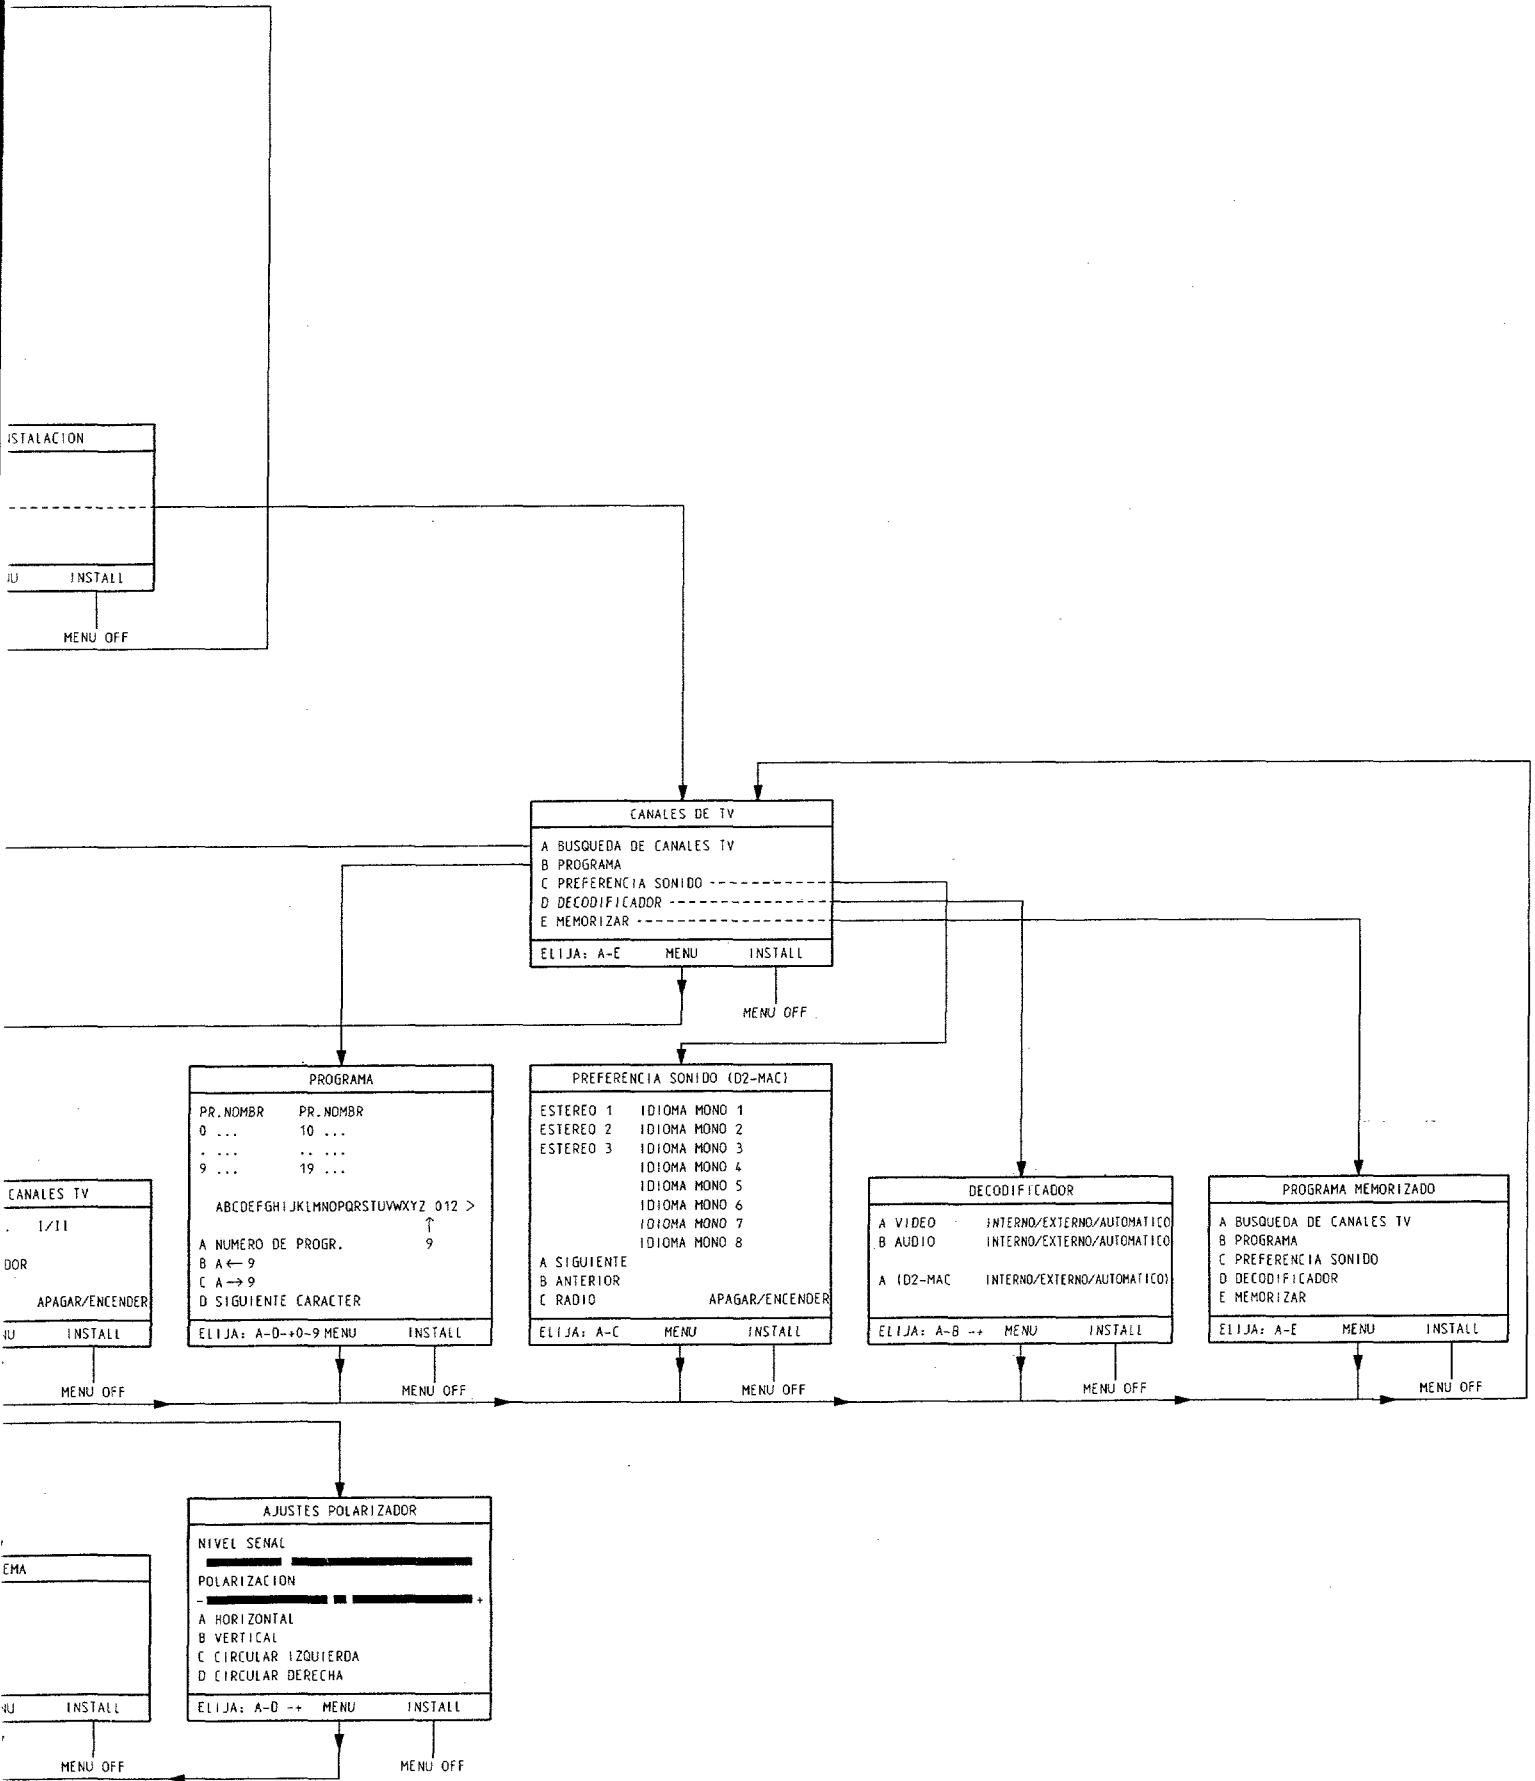 INSTALL
MENU OFF
CANALES DE TV
A BUSQUEDA DE CANALES TV
B PROGRAMA
C PREFERENCIA SONIDO
D DECODIFICADOR
E MEMORIZAR
ELIJA: A-E MENU INSTALL
MENU OFF
PROGRAMA
PR.NOMBR PR.NOMBR
0 ... 10 ...
. ... .. ...
9 ... 19 ...
ABCDEFGHIJKLMNOPQRSTUVWXYZ 012 >
↑
A NUMERO DE PROGR. 9
B A ← 9
C A → 9
D SIGUIENTE CARACTER
ELIJA: A-D-+0-9 MENU INSTALL
MENU OFF
PREFERENCIA SONIDO (D2-MAC)
ESTEREO 1 IDIOMA MONO 1
ESTEREO 2 IDIOMA MONO 2
ESTEREO 3 IDIOMA MONO 3
IDIOMA MONO 4
IDIOMA MONO 5
IDIOMA MONO 6
IDIOMA MONO 7
IDIOMA MONO 8
A SIGUIENTE
B ANTERIOR
C RADIO APAGAR/ENCENDER
ELIJA: A-C MENU INSTALL
MENU OFF
CANALES TV
. I/II
APAGAR/ENCENDER
INSTALL
MENU OFF
DECODIFICADOR
A VIDEO INTERNO/EXTERNO/AUTOMATICO
B AUDIO INTERNO/EXTERNO/AUTOMATICO
A (D2-MAC INTERNO/EXTERNO/AUTOMATICO)
ELIJA: A-B -+ MENU INSTALL
MENU OFF
PROGRAMA MEMORIZADO
A BUSQUEDA DE CANALES TV
B PROGRAMA
C PREFERENCIA SONIDO
D DECODIFICADOR
E MEMORIZAR
ELIJA: A-E MENU INSTALL
MENU OFF
AJUSTES POLARIZADOR
NIVEL SENAL
POLARIZACION
- +
A HORIZONTAL
B VERTICAL
C CIRCULAR IZQUIERDA
D CIRCULAR DERECHA
ELIJA: A-D -+ MENU INSTALL
MENU OFF
INSTALL
MENU OFF